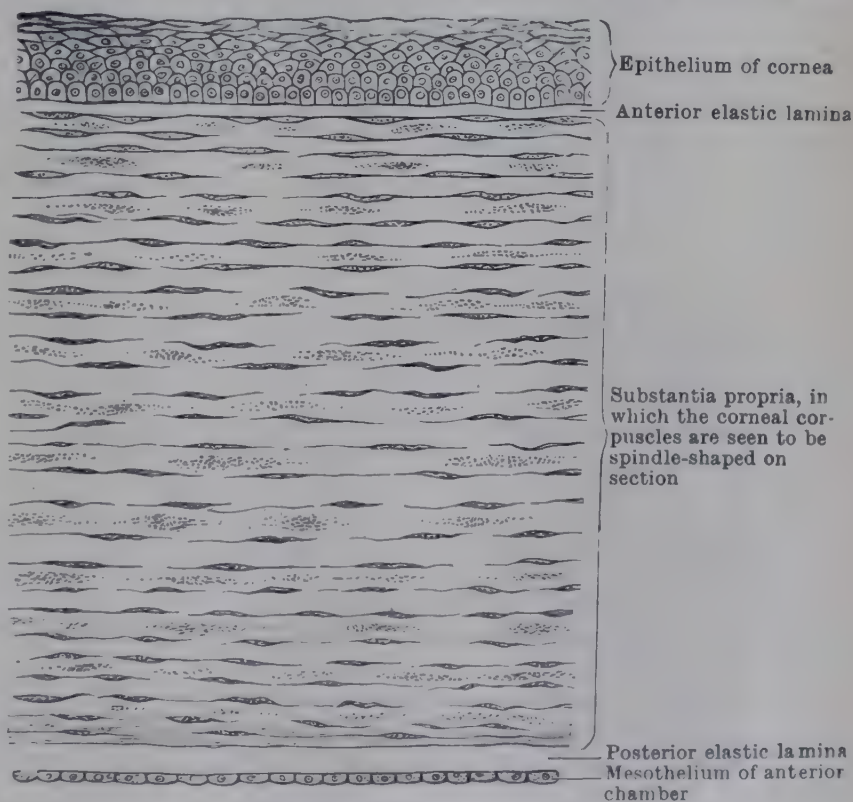 Epithelium of cornea
Anterior elastic lamina
Substantia propria, in
which the corneal cor-
puscles are seen to be
spindle-shaped on
section
Posterior elastic lamina
Mesothelium of anterior
chamber